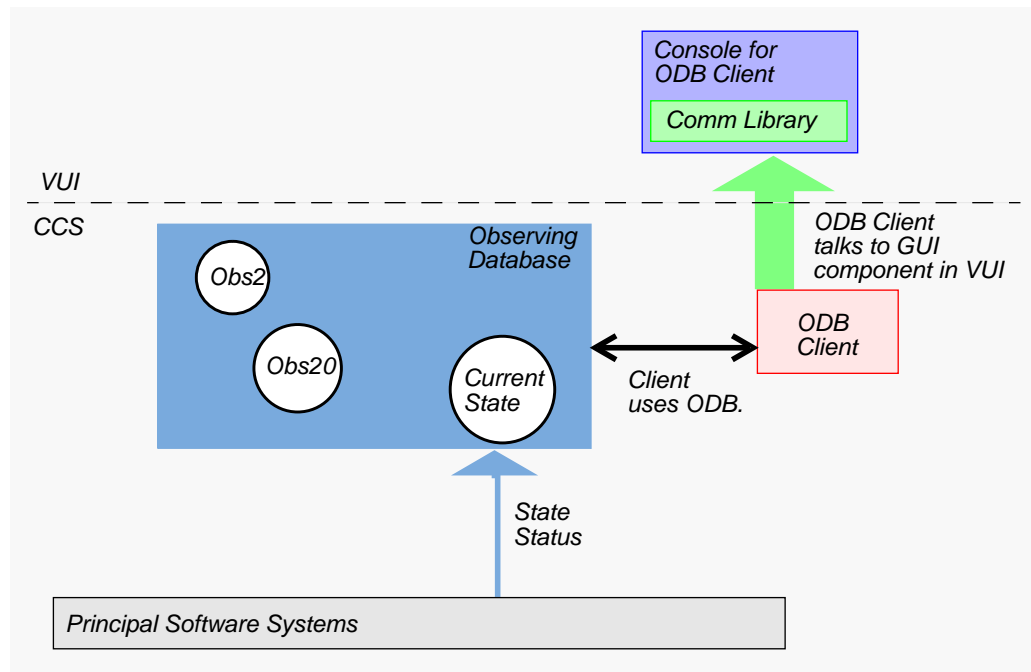 Console for
ODB Client
Comm Library
VUI
CCS
Observing
Database
ODB Client
talks to GUI
component in VUI
Obs2
Obs20
Current
State
ODB
Client
Client
uses ODB.
State
Status
Principal Software Systems